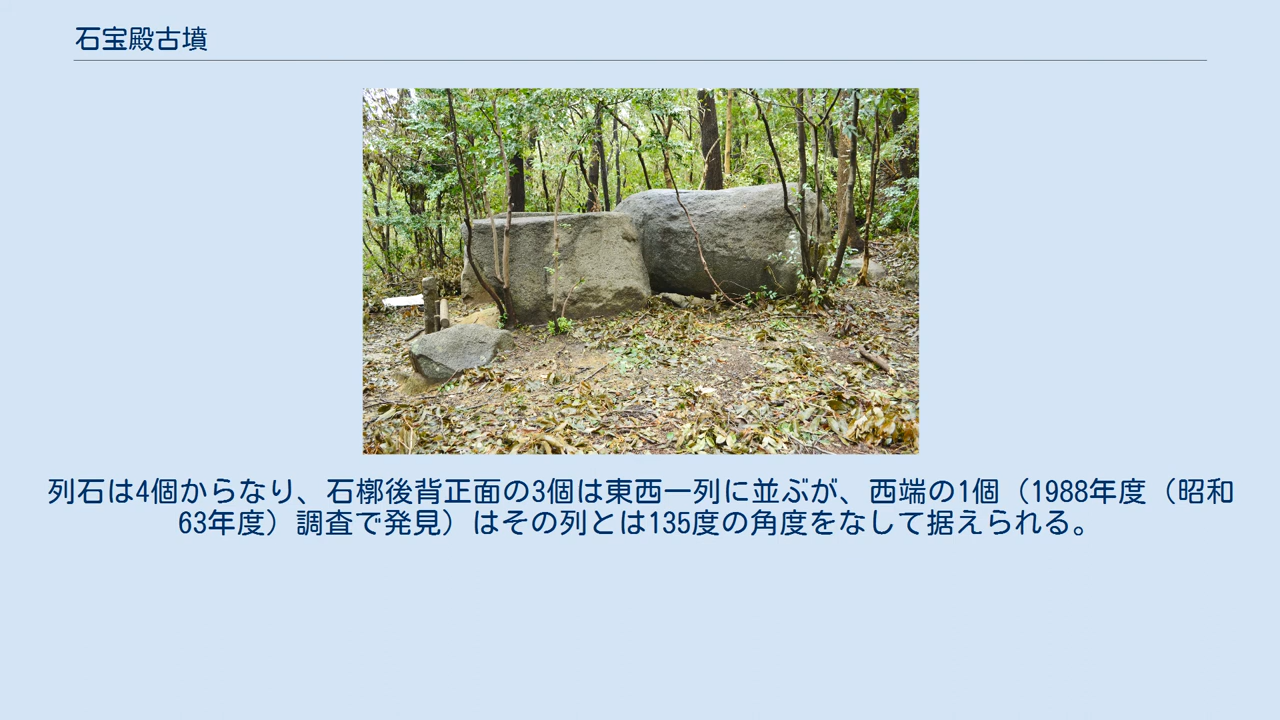 石宝殿古墳
列石は4個からなり、石槨後背正面の3個は東西一列に並ぶが、西端の1個（1988年度（昭和
63年度）調査で発見）はその列とは135度の角度をなして据えられる。